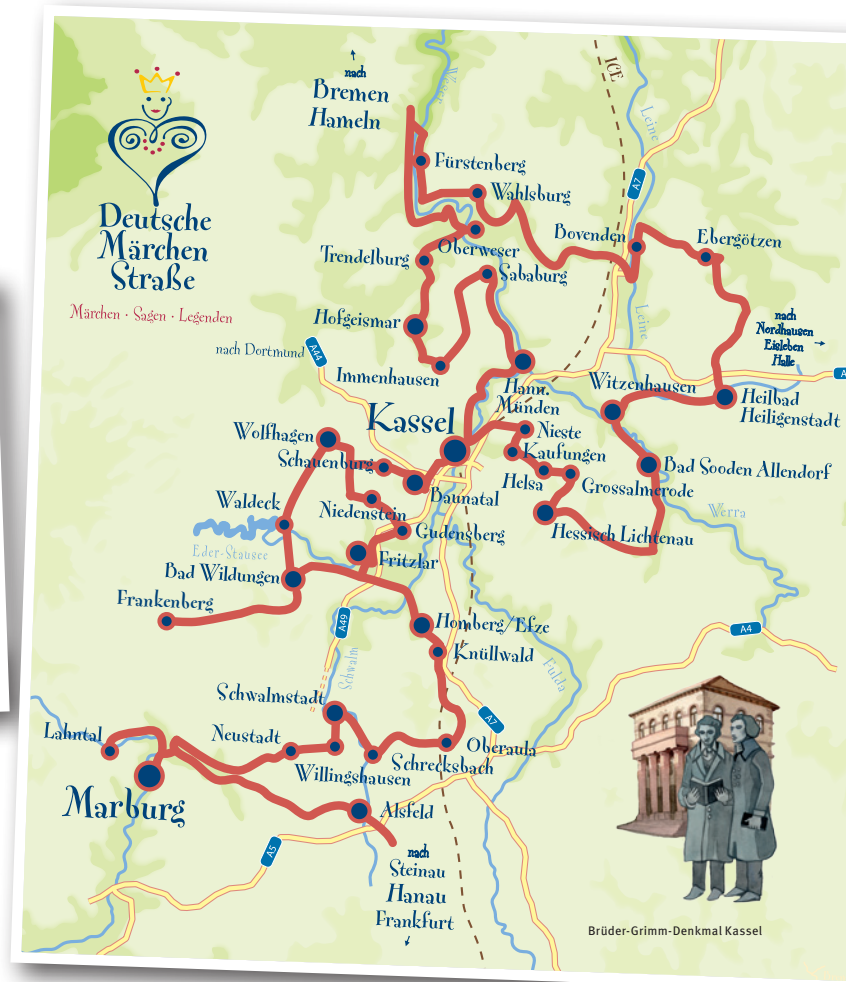 nach
Bremen
Hameln
Weser
ICE
Leine
A7
Fürstenberg
Wahlsburg
Deutsche
Märchen
Straße
Märchen · Sagen · Legenden
Oberweser
Bovenden
Ebergötzen
Trendelburg
Sababurg
Hofgeismar
Leine
nach
Nordhausen
Eisleben
Halle
nach Dortmund
A44
Immenhausen
Hann.
Münden
Witzenhausen
Heilbad
Heiligenstadt
Kassel
Nieste
Wolfhagen
Schauenburg
Kaufungen
Bad Sooden Allendorf
Helsa
Grossalmerode
Baunatal
Waldeck
Niedenstein
Werra
Gudensberg
Hessisch Lichtenau
Eder-Stausee
Fritzlar
Bad Wildungen
Frankenberg
A49
Homberg/Efze
A4
Knüllwald
Schwalm
Fulda
Schwalmstadt
A7
Lahntal
Neustadt
Oberaula
Schrecksbach
Willingshausen
Marburg
Alsfeld
A5
nach
Steinau
Hanau
Frankfurt
Brüder-Grimm-Denkmal Kassel